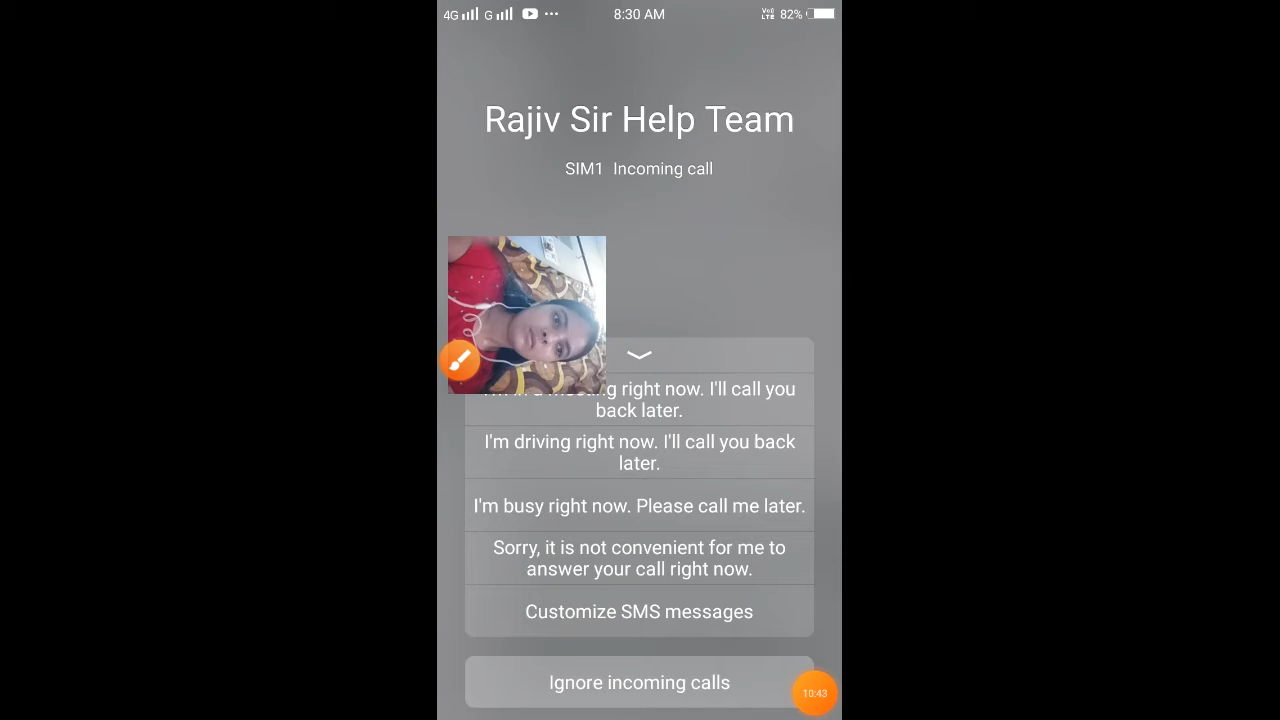 4G G 8:30 AM Vo) LTE 82%
Rajiv Sir Help Team
SIM1 Incoming call
right now. I'll call you
back later.
I'm driving right now. I'll call you back
later.
I'm busy right now. Please call me later.
Sorry, it is not convenient for me to
answer your call right now.
Customize SMS messages
Ignore incoming calls
10:43